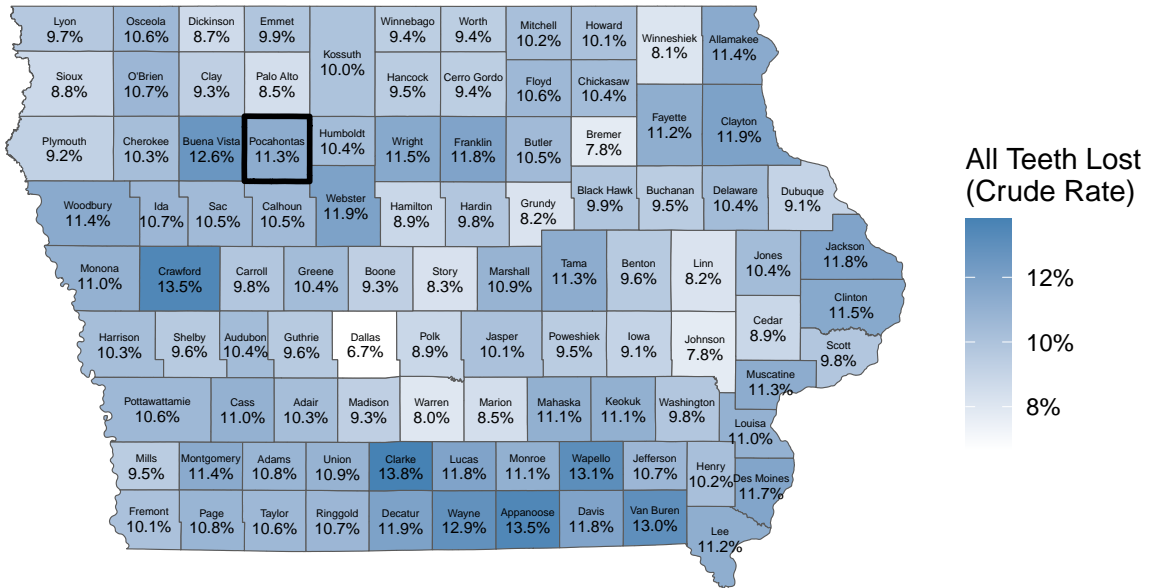 Lyon
9.7%
Osceola
10.6%
Dickinson
8.7%
Emmet
9.9%
Kossuth
10.0%
Winnebago
9.4%
Worth
9.4%
Mitchell
10.2%
Howard
10.1%
Winneshiek
8.1%
Allamakee
11.4%
Sioux
8.8%
O'Brien
10.7%
Clay
9.3%
Palo Alto
8.5%
Hancock
9.5%
Cerro Gordo
9.4%
Floyd
10.6%
Chickasaw
10.4%
Fayette
11.2%
Clayton
11.9%
Plymouth
9.2%
Cherokee
10.3%
Buena Vista
12.6%
Pocahontas
11.3%
Humboldt
10.4%
Wright
11.5%
Franklin
11.8%
Butler
10.5%
Bremer
7.8%
Woodbury
11.4%
Ida
10.7%
Sac
10.5%
Calhoun
10.5%
Webster
11.9%
Hamilton
8.9%
Hardin
9.8%
Grundy
8.2%
Black Hawk
9.9%
Buchanan
9.5%
Delaware
10.4%
Dubuque
9.1%
Monona
11.0%
Crawford
13.5%
Carroll
9.8%
Greene
10.4%
Boone
9.3%
Story
8.3%
Marshall
10.9%
Tama
11.3%
Benton
9.6%
Linn
8.2%
Jones
10.4%
Jackson
11.8%
Clinton
11.5%
Harrison
10.3%
Shelby
9.6%
Audubon
10.4%
Guthrie
9.6%
Dallas
6.7%
Polk
8.9%
Jasper
10.1%
Poweshiek
9.5%
Iowa
9.1%
Johnson
7.8%
Cedar
8.9%
Scott
9.8%
Muscatine
11.3%
Pottawattamie
10.6%
Cass
11.0%
Adair
10.3%
Madison
9.3%
Warren
8.0%
Marion
8.5%
Mahaska
11.1%
Keokuk
11.1%
Washington
9.8%
Louisa
11.0%
Mills
9.5%
Montgomery
11.4%
Adams
10.8%
Union
10.9%
Clarke
13.8%
Lucas
11.8%
Monroe
11.1%
Wapello
13.1%
Jefferson
10.7%
Henry
10.2%
Des Moines
11.7%
Fremont
10.1%
Page
10.8%
Taylor
10.6%
Ringgold
10.7%
Decatur
11.9%
Wayne
12.9%
Appanoose
13.5%
Davis
11.8%
Van Buren
13.0%
Lee
11.2%
All Teeth Lost
(Crude Rate)
12%
10%
8%